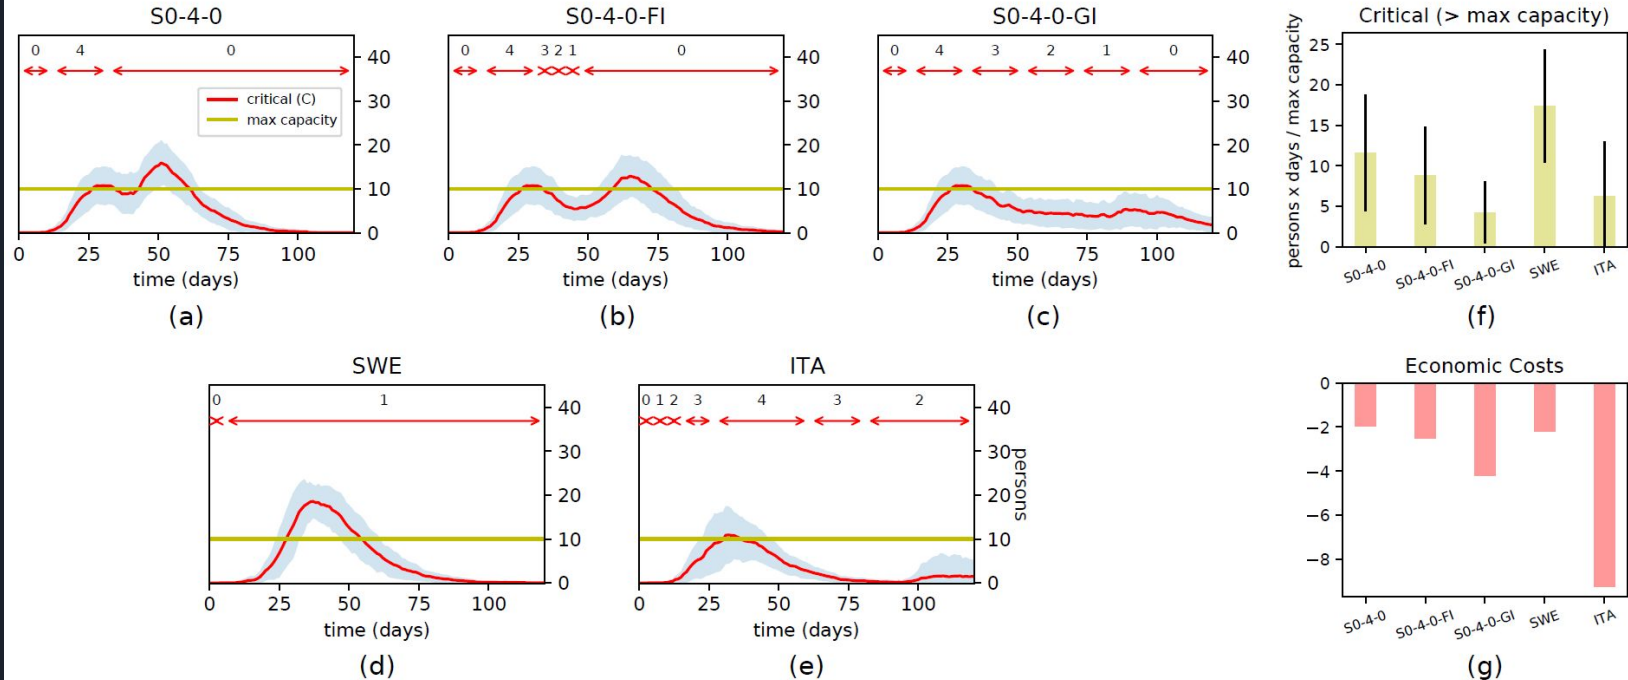 S0-4-0
0 4 0
critical (C)
max capacity
40
30
20
10
0
0 25 50 75 100
time (days)
(a)
S0-4-0-FI
0 4 3 2 1 0
40
30
20
10
0
0 25 50 75 100
time (days)
(b)
S0-4-0-GI
0 4 3 2 1 0
40
30
20
10
0
0 25 50 75 100
time (days)
(c)
Critical (> max capacity)
persons x days / max capacity
25
20
15
10
5
0
S0-4-0 S0-4-0-FI S0-4-0-GI SWE ITA
(f)
SWE
0 1
40
30
20
10
0
0 25 50 75 100
time (days)
(d)
ITA
0 1 2 3 4 3 2
40
30
20
10
0
persons
0 25 50 75 100
time (days)
(e)
Economic Costs
0
−2
−4
−6
−8
S0-4-0 S0-4-0-FI S0-4-0-GI SWE ITA
(g)